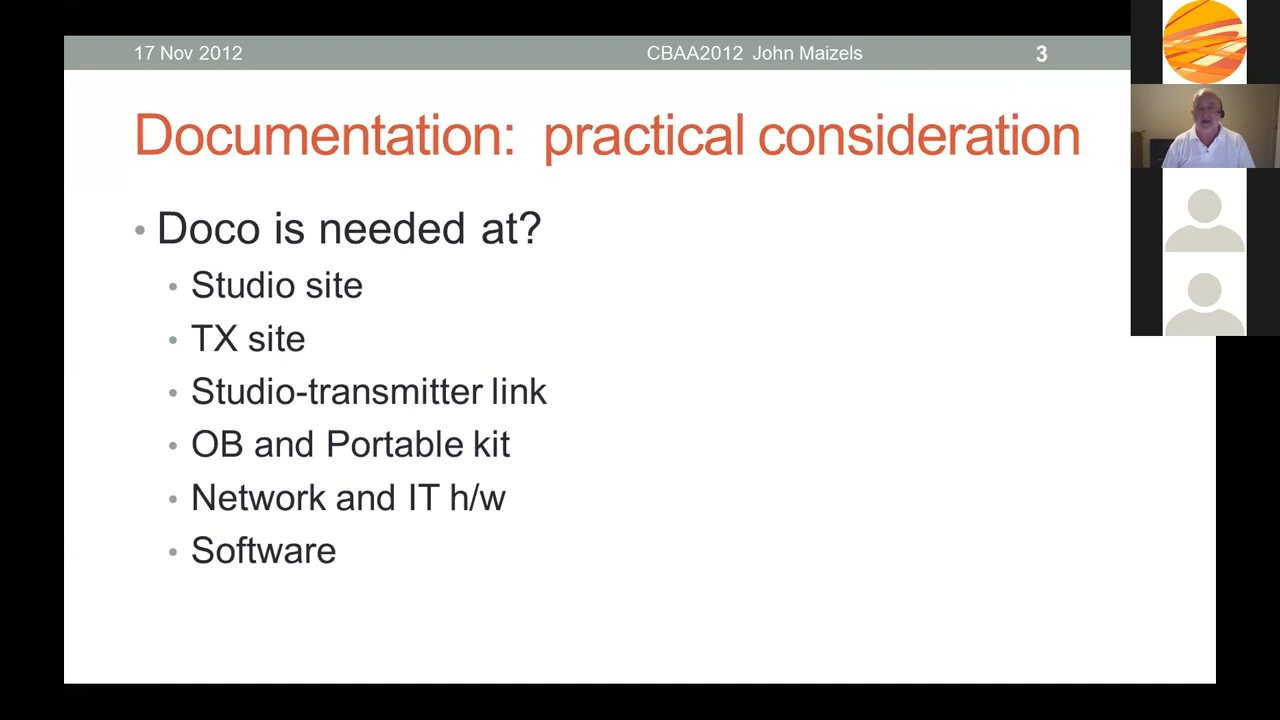 17 Nov 2012 CBAA2012 John Maizels 3
Documentation: practical consideration
• Doco is needed at?
• Studio site
• TX site
• Studio-transmitter link
• OB and Portable kit
• Network and IT h/w
• Software